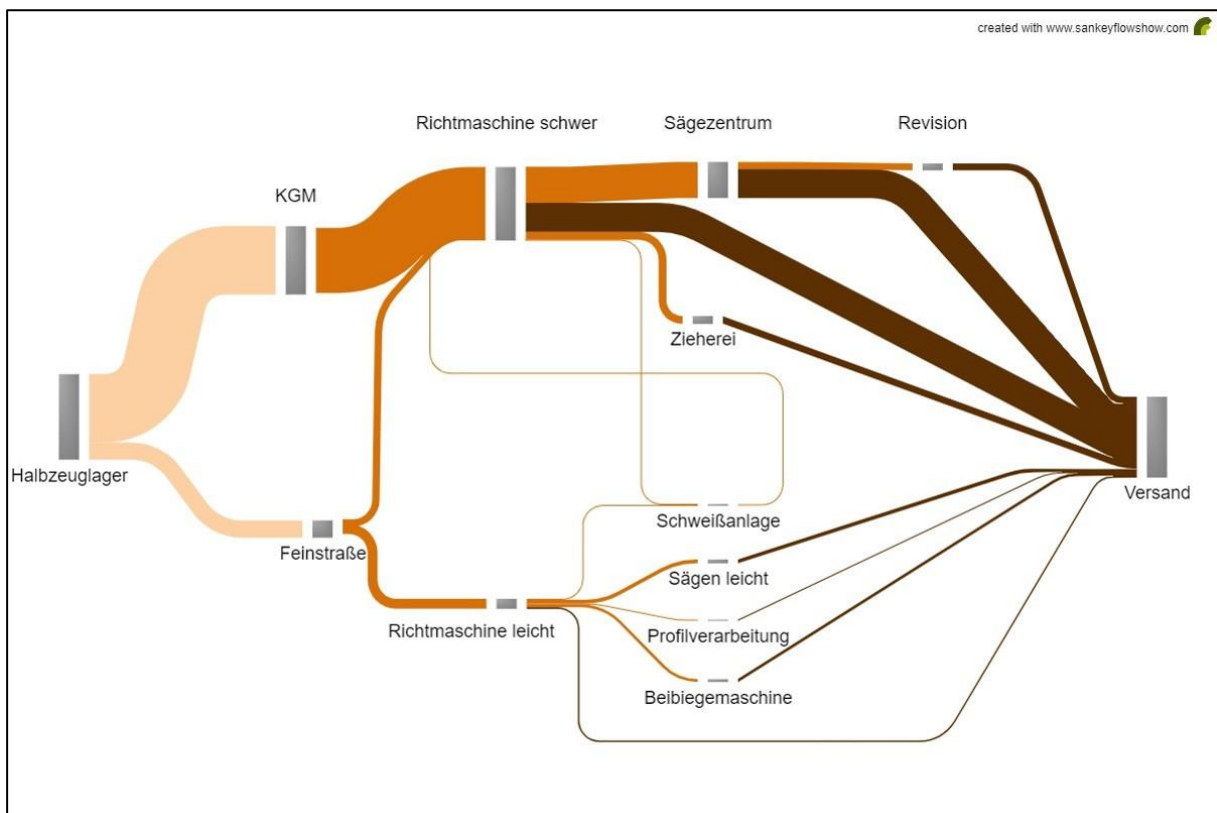 created with www.sankeyflowshow.com
Richtmaschine schwer
Sägezentrum
Revision
KGM
Zieherei
Halbzeuglager
Versand
Schweißanlage
Feinstraße
Sägen leicht
Richtmaschine leicht
Profilverarbeitung
Beibiegemaschine